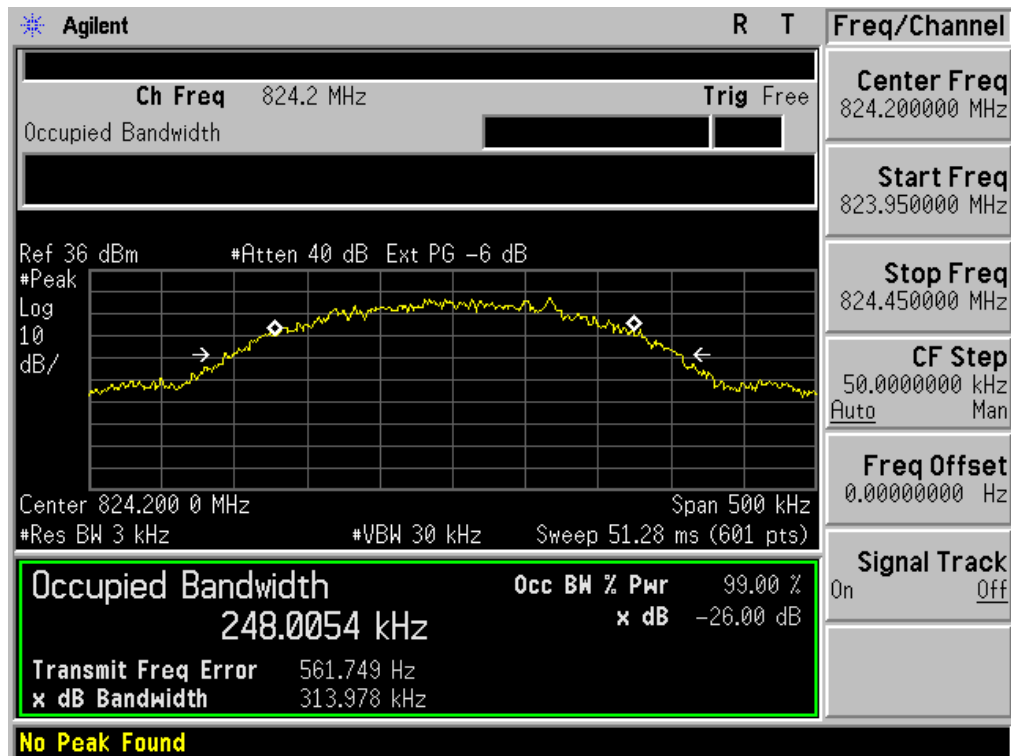 Agilent R T
Freq/Channel
Ch Freq 824.2 MHz Trig Free
Occupied Bandwidth
Ref 36 dBm #Atten 40 dB Ext PG -6 dB
#Peak
Log
10
dB/
Center 824.200 0 MHz Span 500 kHz
#Res BW 3 kHz #VBW 30 kHz Sweep 51.28 ms (601 pts)
Occupied Bandwidth
248.0054 kHz
Occ BW % Pwr 99.00 %
x dB -26.00 dB
Transmit Freq Error 561.749 Hz
x dB Bandwidth 313.978 kHz
No Peak Found
Center Freq
824.200000 MHz
Start Freq
823.950000 MHz
Stop Freq
824.450000 MHz
CF Step
50.0000000 kHz
Auto Man
Freq Offset
0.00000000 Hz
Signal Track
On Off